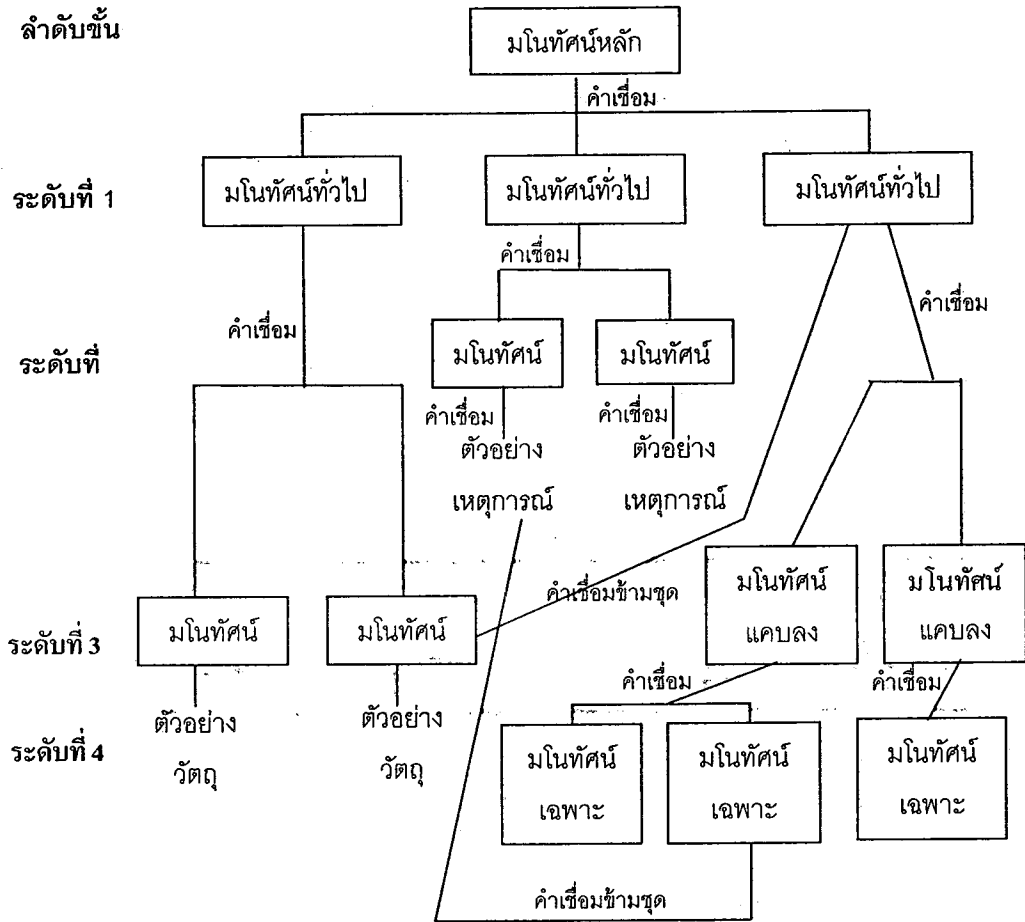 ลำดับขั้น
มโนทัศน์หลัก
คำเชื่อม
ระดับที่ 1
มโนทัศน์ทั่วไป
มโนทัศน์ทั่วไป
มโนทัศน์ทั่วไป
คำเชื่อม
คำเชื่อม
คำเชื่อม
ระดับที่
มโนทัศน์
มโนทัศน์
คำเชื่อม
คำเชื่อม
ตัวอย่าง
เหตุการณ์
ตัวอย่าง
เหตุการณ์
คำเชื่อมข้ามชุด
ระดับที่ 3
มโนทัศน์
มโนทัศน์
มโนทัศน์
แคบลง
มโนทัศน์
แคบลง
คำเชื่อม
คำเชื่อม
ระดับที่ 4
ตัวอย่าง
วัตถุ
ตัวอย่าง
วัตถุ
มโนทัศน์
เฉพาะ
มโนทัศน์
เฉพาะ
มโนทัศน์
เฉพาะ
คำเชื่อมข้ามชุด